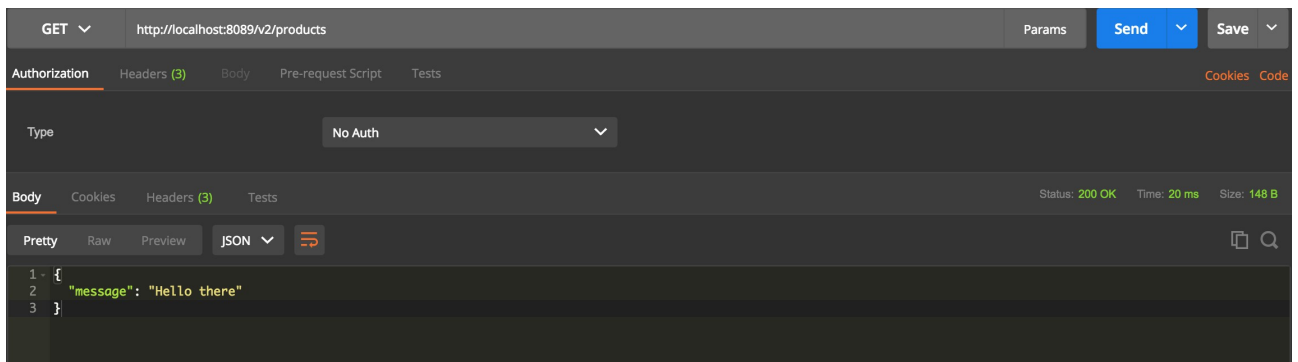 GET http://localhost:8089/v2/products Params Send Save
Authorization Headers (3) Body Pre-request Script Tests Cookies Code
Type No Auth
Body Cookies Headers (3) Tests Status: 200 OK Time: 20 ms Size: 148 B
Pretty Raw Preview JSON
1 {
2 "message": "Hello there"
3 }